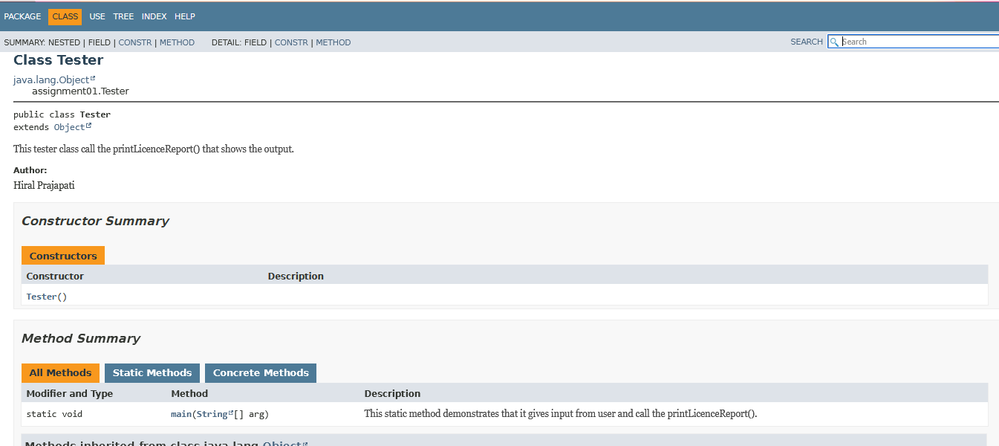 PACKAGE CLASS USE TREE INDEX HELP
SUMMARY: NESTED | FIELD | CONSTR | METHOD DETAIL: FIELD | CONSTR | METHOD SEARCH Search
Class Tester
java.lang.Object
assignment01.Tester
public class Tester
extends Object
This tester class call the printLicenceReport() that shows the output.
Author:
Hiral Prajapati
Constructor Summary
Constructors
Constructor Description
Tester()
Method Summary
All Methods Static Methods Concrete Methods
Modifier and Type Method Description
static void main(String[] arg) This static method demonstrates that it gives input from user and call the printLicenceReport().
Methods inherited from class java.lang.Object